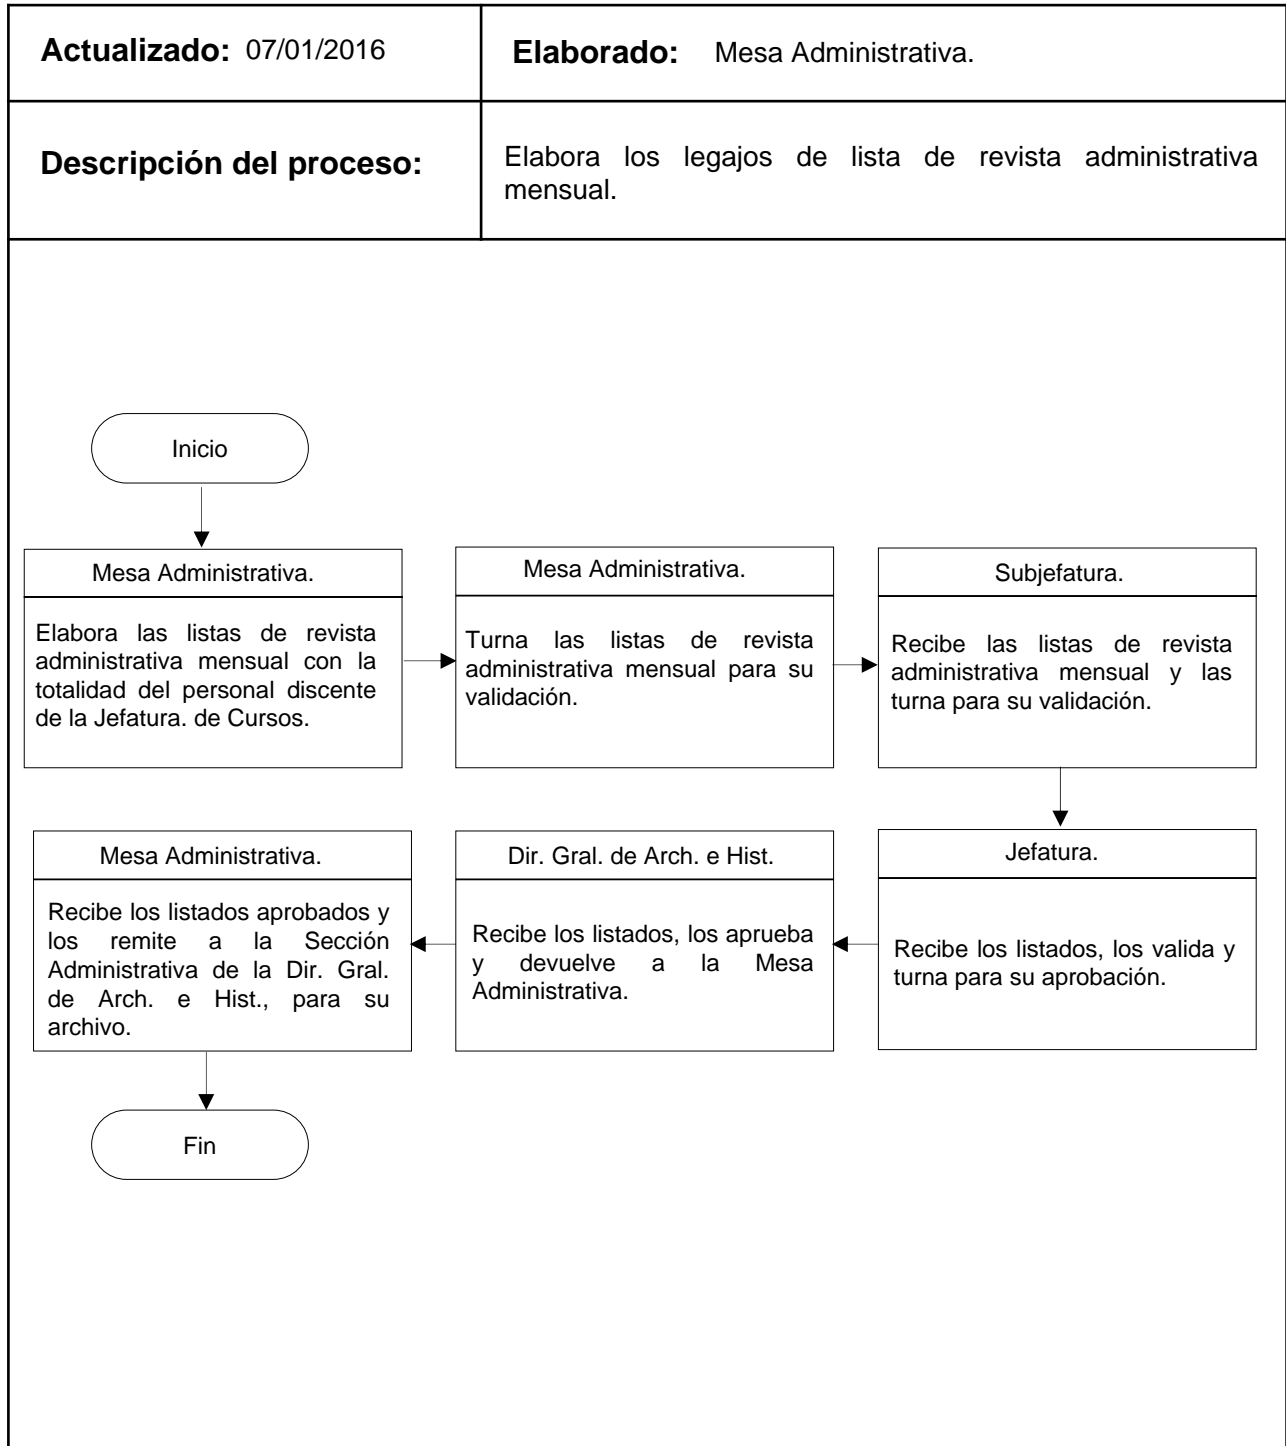 Actualizado: 07/01/2016
Elaborado: Mesa Administrativa.
Descripción del proceso:
Elabora los legajos de lista de revista administrativa
mensual.
Inicio
Mesa Administrativa.
Elabora las listas de revista
administrativa mensual con la
totalidad del personal discente
de la Jefatura. de Cursos.
Mesa Administrativa.
Turna las listas de revista
administrativa mensual para su
validación.
Subjefatura.
Recibe las listas de revista
administrativa mensual y las
turna para su validación.
Jefatura.
Recibe los listados, los valida y
turna para su aprobación.
Dir. Gral. de Arch. e Hist.
Recibe los listados, los aprueba
y devuelve a la Mesa
Administrativa.
Mesa Administrativa.
Recibe los listados aprobados y
los remite a la Sección
Administrativa de la Dir. Gral.
de Arch. e Hist., para su
archivo.
Fin